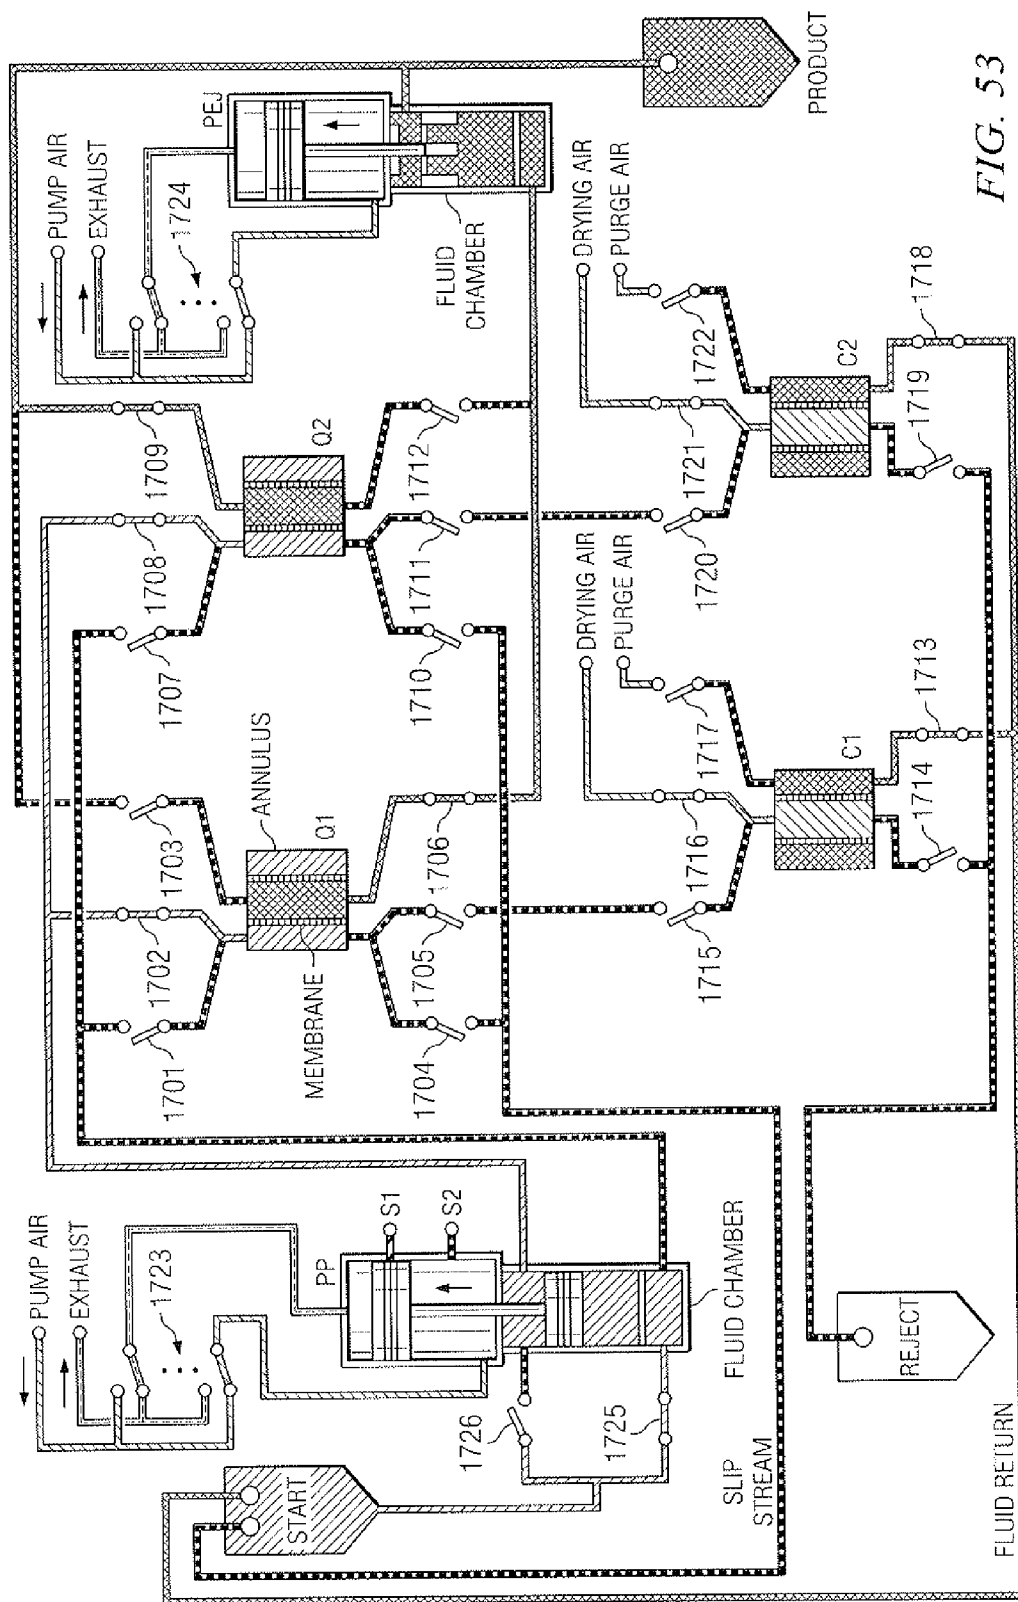 PUMP AIR
EXHAUST
1724
PEJ
FLUID
CHAMBER
PRODUCT
FIG. 53
1709
1708
1707
Q2
1712
1711
1710
DRYING AIR
PURGE AIR
1722
1721
1720
C2
1719
1718
ANNULUS
1703
1702
1701
Q1
MEMBRANE
1706
1705
1704
DRYING AIR
PURGE AIR
1717
1716
1715
C1
1714
1713
PUMP AIR
EXHAUST
1723
PP
S1
S2
FLUID CHAMBER
START
1726
1725
SLIP
STREAM
REJECT
FLUID RETURN